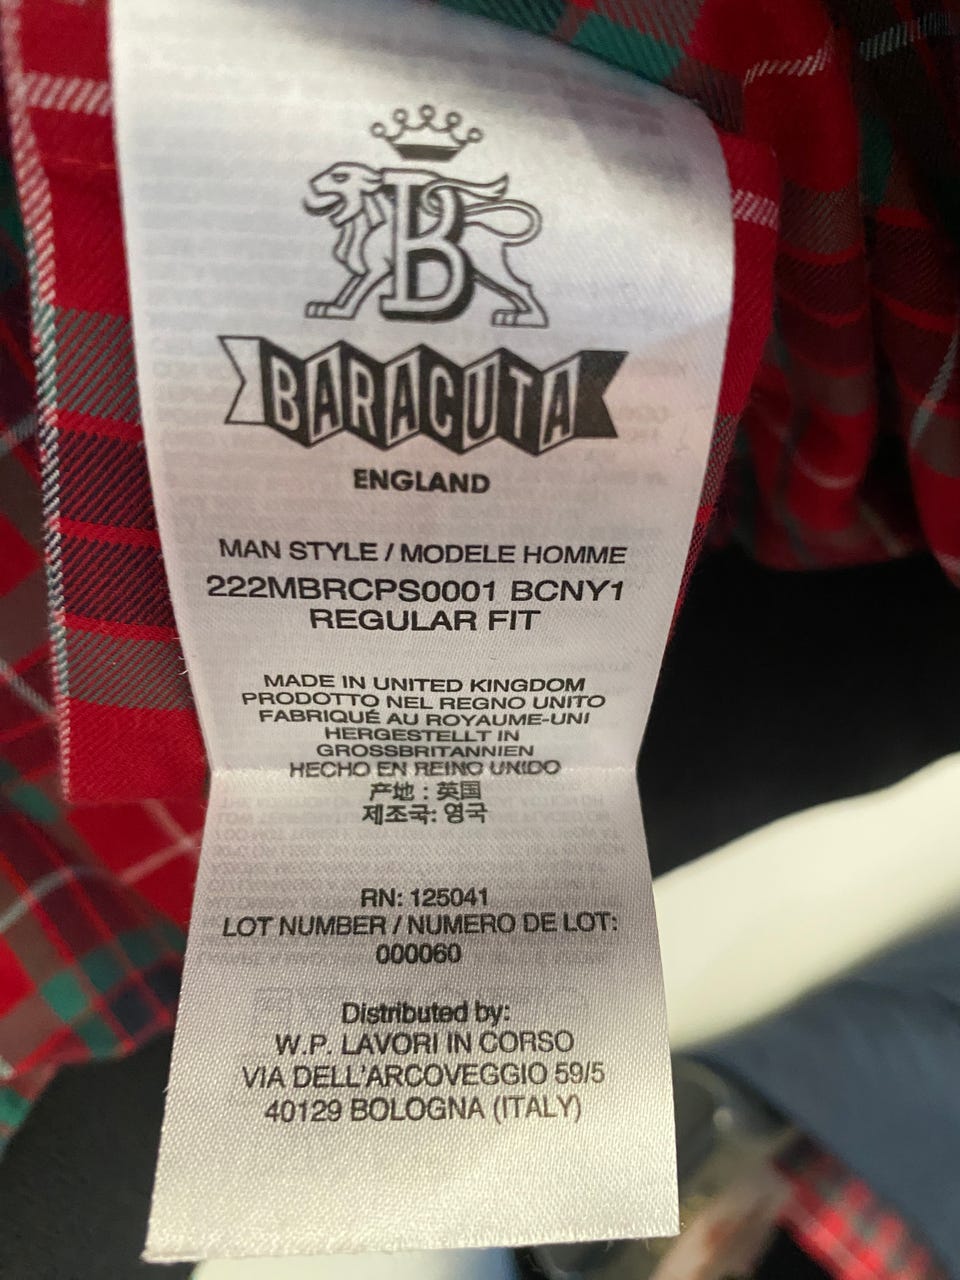 B
BARACUTA
ENGLAND
MAN STYLE / MODELE HOMME
222MBRCPS0001 BCNY1
REGULAR FIT
MADE IN UNITED KINGDOM
PRODOTTO NEL REGNO UNITO
FABRIQUÉ AU ROYAUME-UNI
HERGESTELLT IN
GROSSBRITANNIEN
HECHO EN REINO UNIDO
产地 : 英国
제조국: 영국
RN: 125041
LOT NUMBER / NUMERO DE LOT:
000060
Distributed by:
W.P. LAVORI IN CORSO
VIA DELL'ARCOVEGGIO 59/5
40129 BOLOGNA (ITALY)